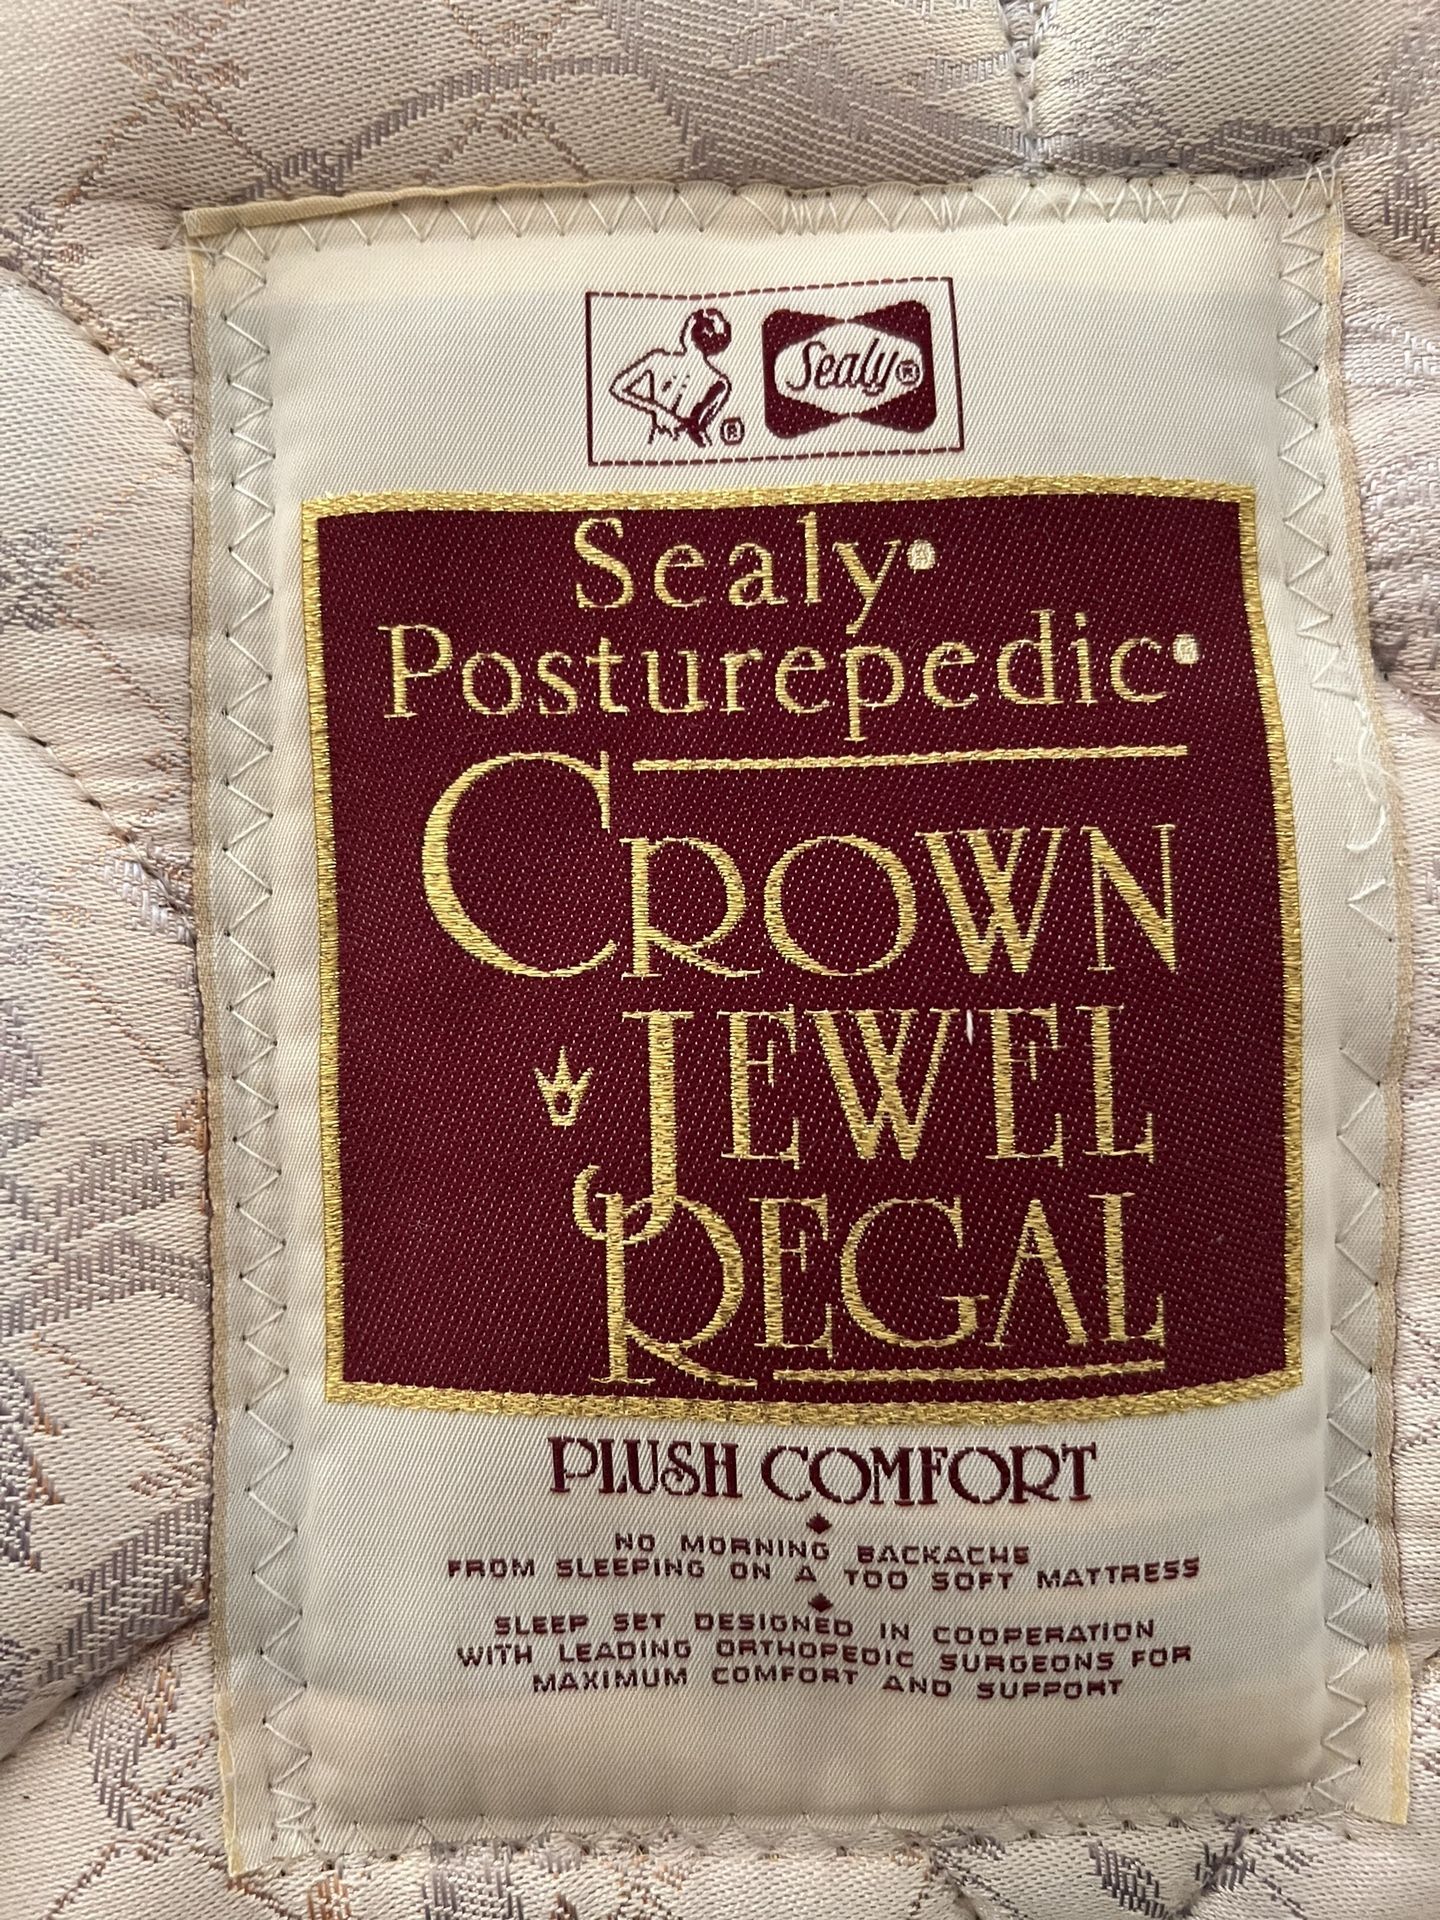 ® Sealy®
Sealy®
Posturepedic®
CROWN
JEWEL
REGAL
PLUSH COMFORT
NO MORNING BACKACHE
FROM SLEEPING ON A TOO SOFT MATTRESS
SLEEP SET DESIGNED IN COOPERATION
WITH LEADING ORTHOPEDIC SURGEONS FOR
MAXIMUM COMFORT AND SUPPORT